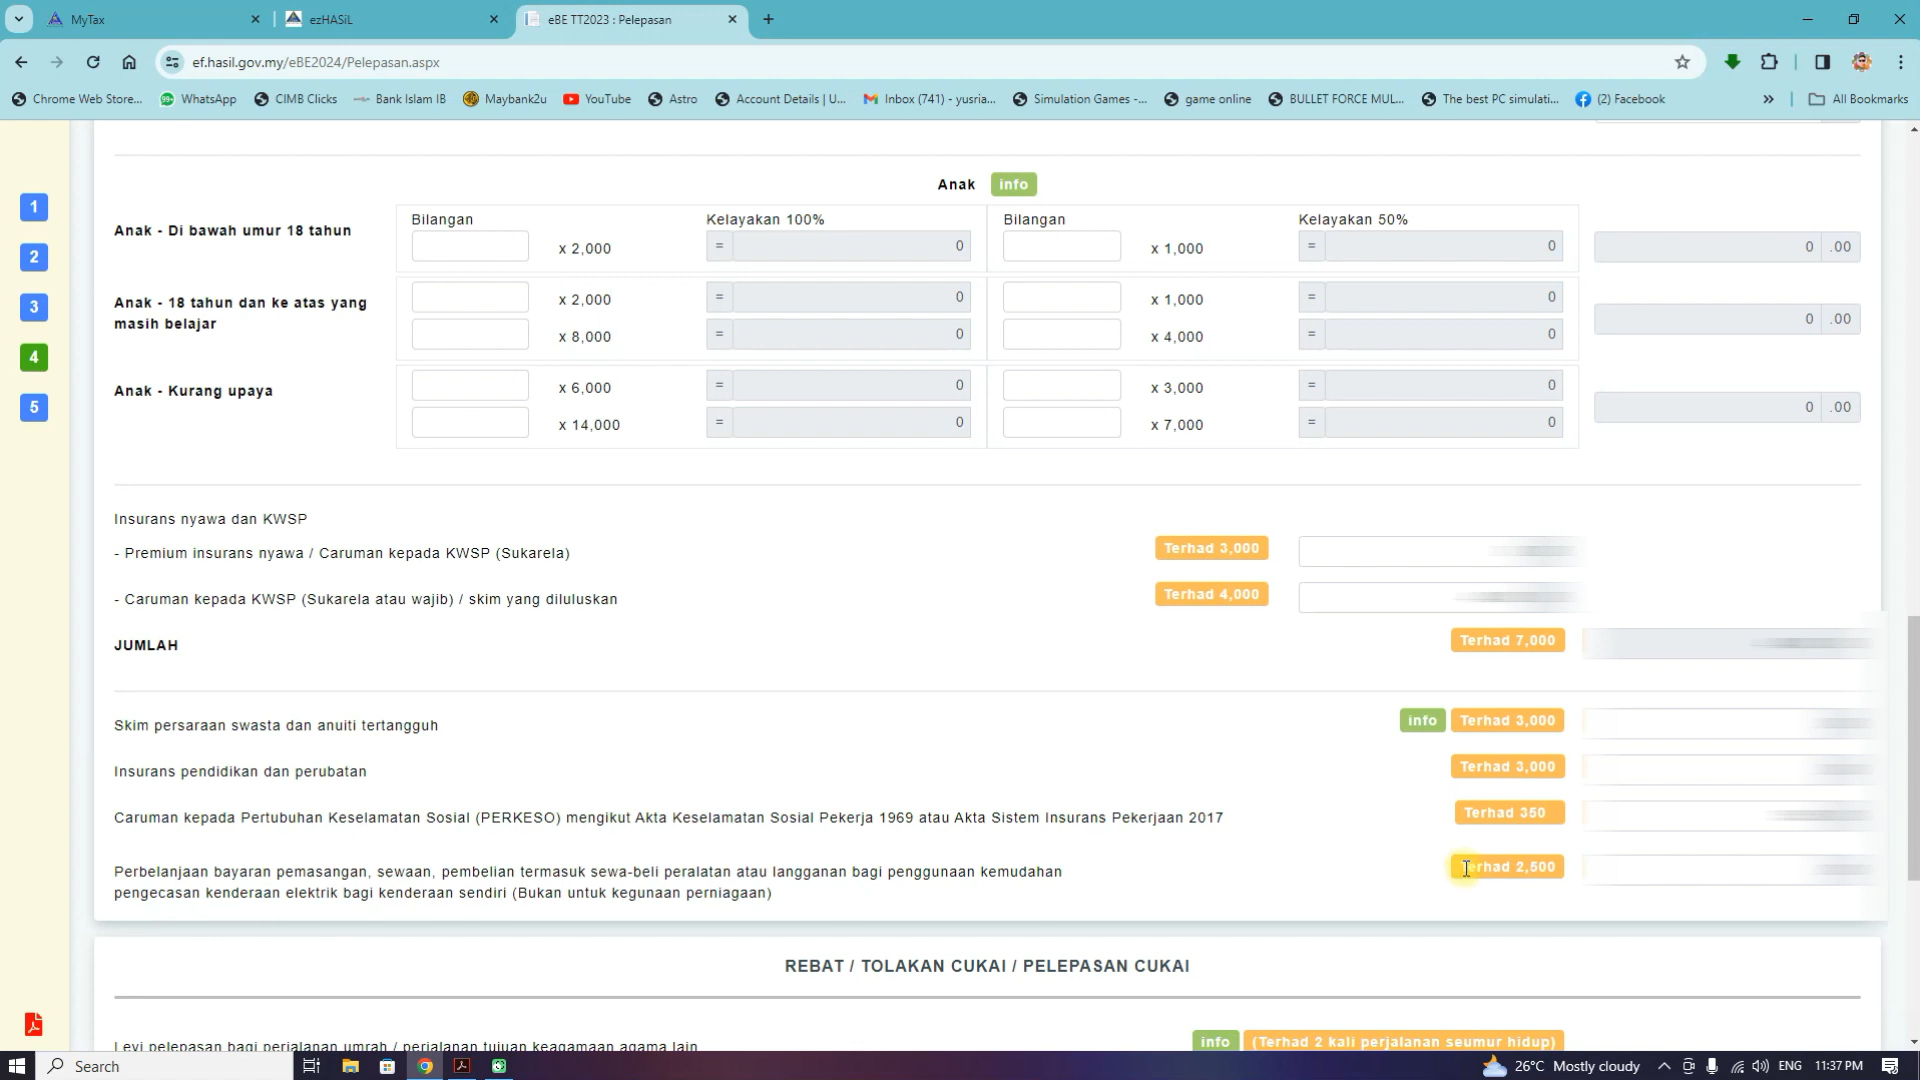 MyTax
ezHASiL
eBE TT2023 : Pelepasan
ef.hasil.gov.my/eBE2024/Pelepasan.aspx
Chrome Web Store... WhatsApp CIMB Clicks Bank Islam IB Maybank2u YouTube Astro Account Details | U... Inbox (741) - yusria... Simulation Games -... game online BULLET FORCE MUL... The best PC simulati... (2) Facebook » All Bookmarks
1
2
3
4
5
Anak info
Bilangan Kelayakan 100% Bilangan Kelayakan 50%
Anak - Di bawah umur 18 tahun x 2,000 = 0 x 1,000 = 0 0 .00
Anak - 18 tahun dan ke atas yang masih belajar x 2,000 = 0 x 1,000 = 0 0 .00
x 8,000 = 0 x 4,000 = 0
Anak - Kurang upaya x 6,000 = 0 x 3,000 = 0 0 .00
x 14,000 = 0 x 7,000 = 0
Insurans nyawa dan KWSP
- Premium insurans nyawa / Caruman kepada KWSP (Sukarela) Terhad 3,000
- Caruman kepada KWSP (Sukarela atau wajib) / skim yang diluluskan Terhad 4,000
JUMLAH Terhad 7,000
Skim persaraan swasta dan anuiti tertangguh info Terhad 3,000
Insurans pendidikan dan perubatan Terhad 3,000
Caruman kepada Pertubuhan Keselamatan Sosial (PERKESO) mengikut Akta Keselamatan Sosial Pekerja 1969 atau Akta Sistem Insurans Pekerjaan 2017 Terhad 350
Perbelanjaan bayaran pemasangan, sewaan, pembelian termasuk sewa-beli peralatan atau langganan bagi penggunaan kemudahan Terhad 2,500
pengecasan kenderaan elektrik bagi kenderaan sendiri (Bukan untuk kegunaan perniagaan)
REBAT / TOLAKAN CUKAI / PELEPASAN CUKAI
Levi pelepasan bagi perjalanan umrah / perjalanan tujuan keagamaan agama lain info (Terhad 2 kali perjalanan seumur hidup)
Search 26°C Mostly cloudy ENG 11:37 PM